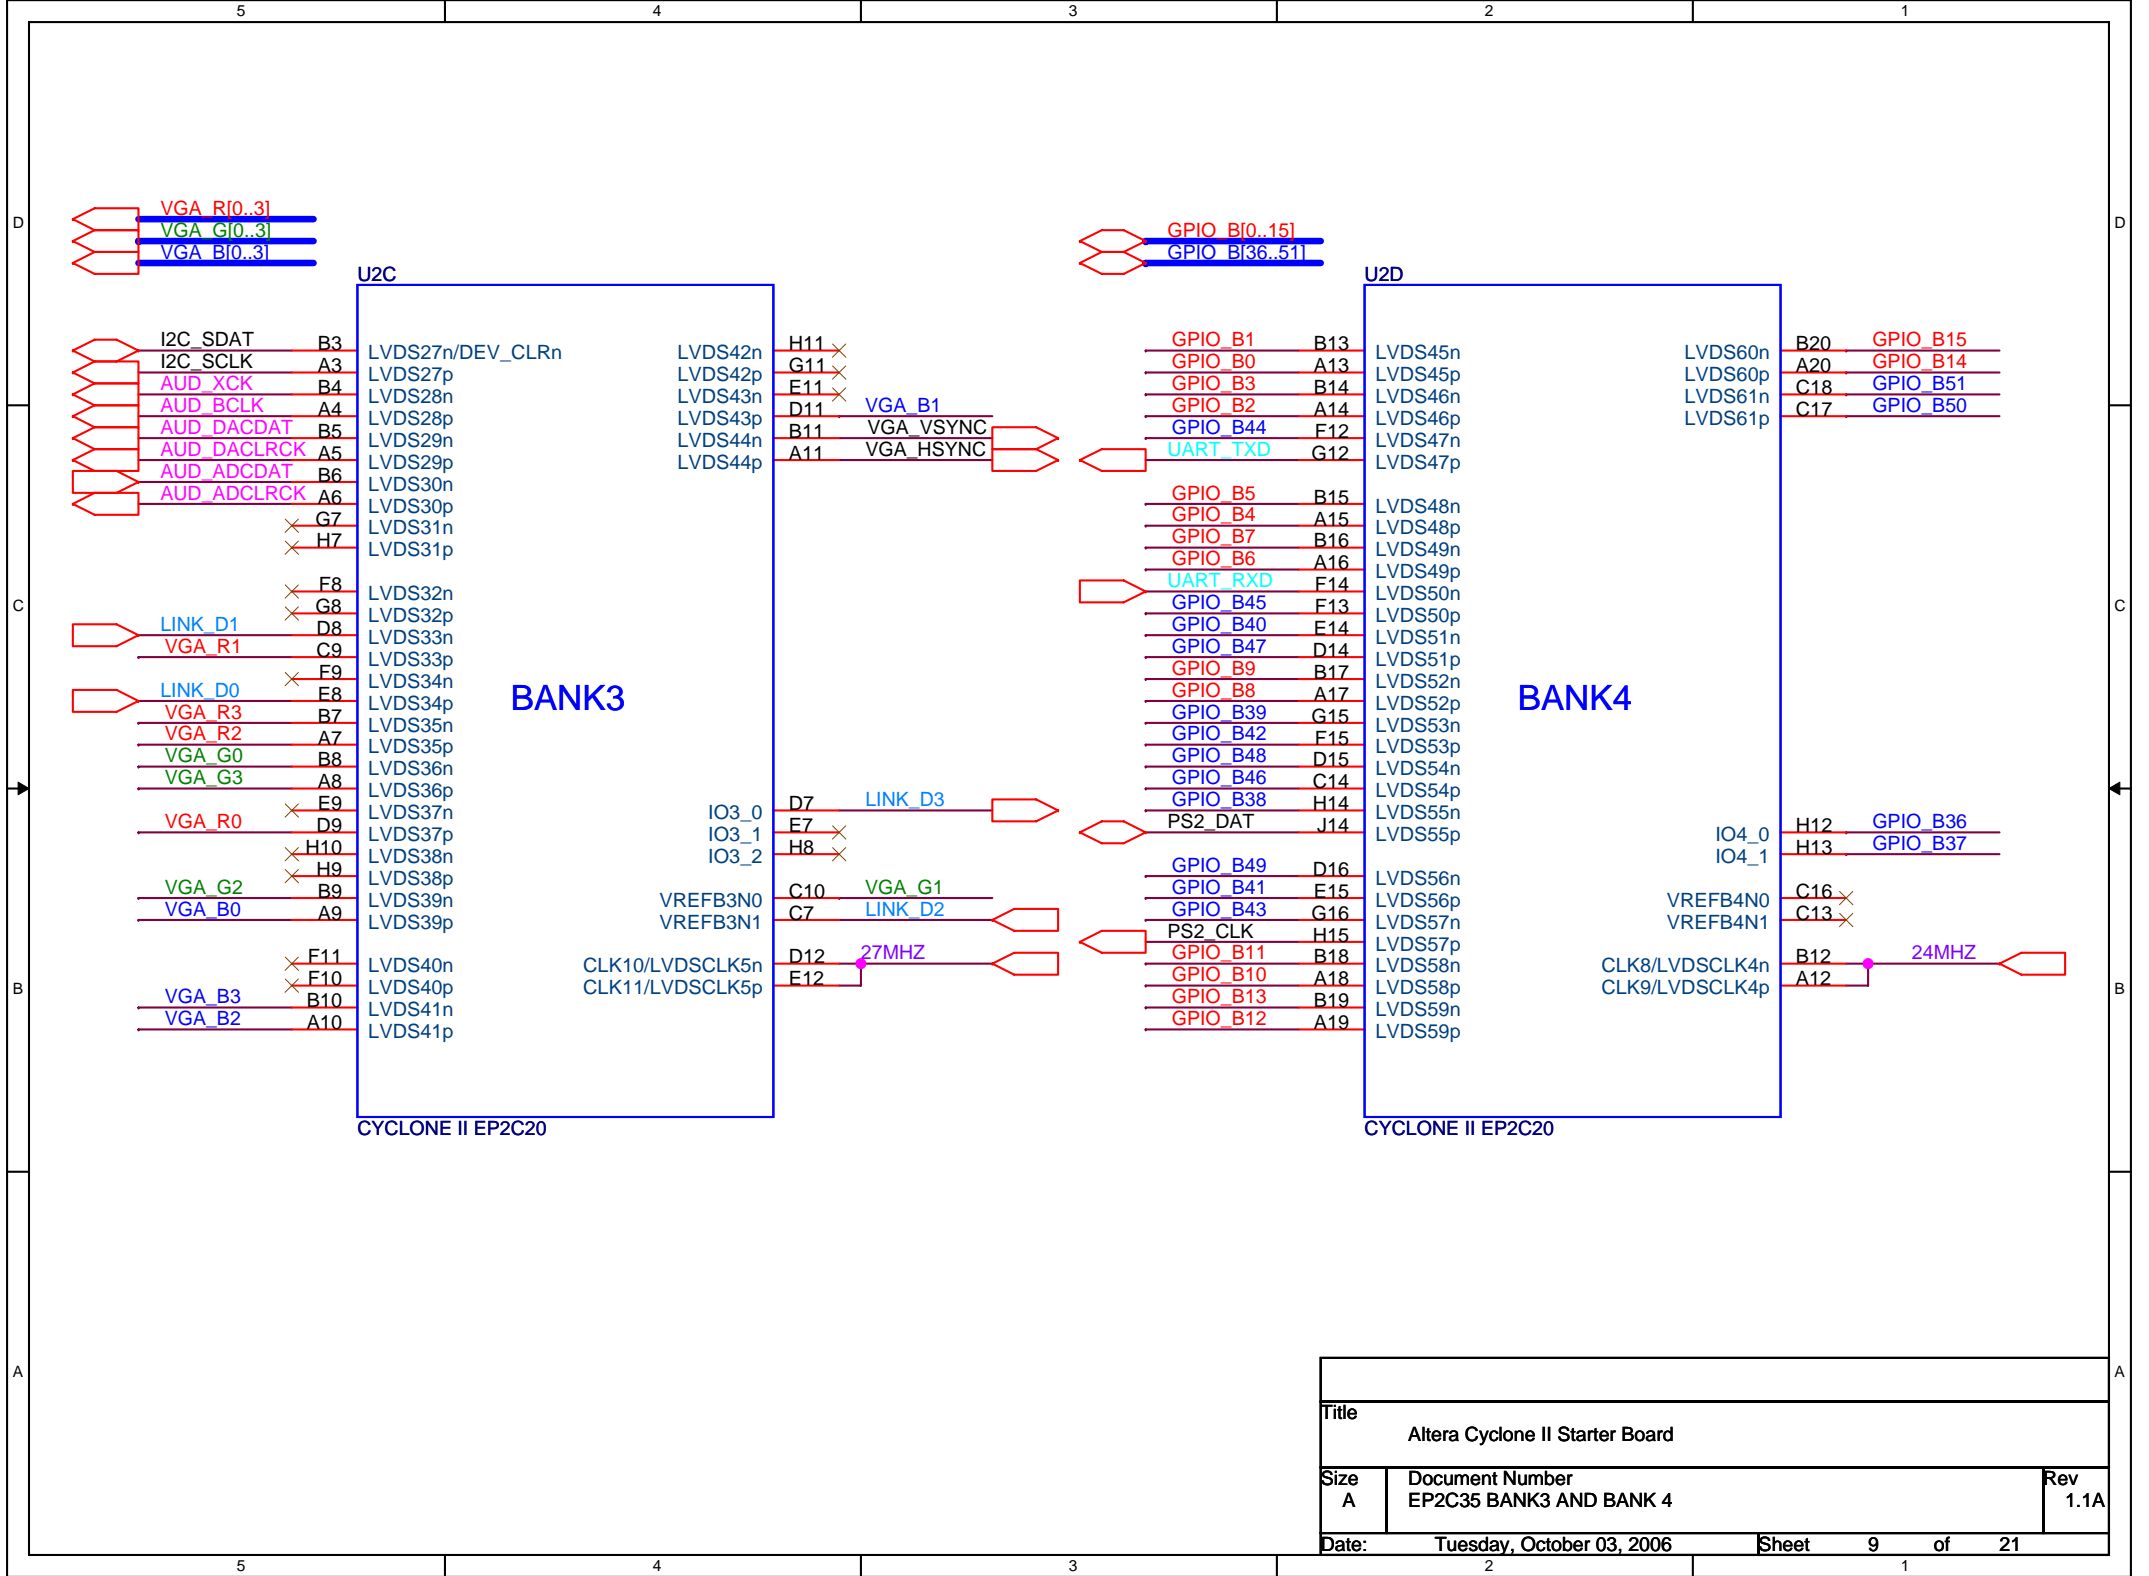 5 4 3 2 1
D D
C C
B B
A A
VGA_R[0..3]
VGA_G[0..3]
VGA_B[0..3]
U2C
I2C_SDAT B3 LVDS27n/DEV_CLRn
I2C_SCLK A3 LVDS27p
AUD_XCK B4 LVDS28n
AUD_BCLK A4 LVDS28p
AUD_DACDAT B5 LVDS29n
AUD_DACLRCK A5 LVDS29p
AUD_ADCDAT B6 LVDS30n
AUD_ADCLRCK A6 LVDS30p
G7 LVDS31n
H7 LVDS31p
F8 LVDS32n
G8 LVDS32p
LINK_D1 D8 LVDS33n
VGA_R1 C9 LVDS33p
F9 LVDS34n
LINK_D0 E8 LVDS34p
VGA_R3 B7 LVDS35n
VGA_R2 A7 LVDS35p
VGA_G0 B8 LVDS36n
VGA_G3 A8 LVDS36p
E9 LVDS37n
VGA_R0 D9 LVDS37p
H10 LVDS38n
H9 LVDS38p
VGA_G2 B9 LVDS39n
VGA_B0 A9 LVDS39p
F11 LVDS40n
F10 LVDS40p
VGA_B3 B10 LVDS41n
VGA_B2 A10 LVDS41p
BANK3
LVDS42n H11
LVDS42p G11
LVDS43n E11
LVDS43p D11 VGA_B1
LVDS44n B11 VGA_VSYNC
LVDS44p A11 VGA_HSYNC
IO3_0 D7 LINK_D3
IO3_1 E7
IO3_2 H8
VREFB3N0 C10 VGA_G1
VREFB3N1 C7 LINK_D2
CLK10/LVDSCLK5n D12 27MHZ
CLK11/LVDSCLK5p E12
CYCLONE II EP2C20
GPIO_B[0..15]
GPIO_B[36..51]
U2D
GPIO_B1 B13 LVDS45n
GPIO_B0 A13 LVDS45p
GPIO_B3 B14 LVDS46n
GPIO_B2 A14 LVDS46p
GPIO_B44 F12 LVDS47n
UART_TXD G12 LVDS47p
GPIO_B5 B15 LVDS48n
GPIO_B4 A15 LVDS48p
GPIO_B7 B16 LVDS49n
GPIO_B6 A16 LVDS49p
UART_RXD F14 LVDS50n
GPIO_B45 F13 LVDS50p
GPIO_B40 E14 LVDS51n
GPIO_B47 D14 LVDS51p
GPIO_B9 B17 LVDS52n
GPIO_B8 A17 LVDS52p
GPIO_B39 G15 LVDS53n
GPIO_B42 F15 LVDS53p
GPIO_B48 D15 LVDS54n
GPIO_B46 C14 LVDS54p
GPIO_B38 H14 LVDS55n
PS2_DAT J14 LVDS55p
GPIO_B49 D16 LVDS56n
GPIO_B41 E15 LVDS56p
GPIO_B43 G16 LVDS57n
PS2_CLK H15 LVDS57p
GPIO_B11 B18 LVDS58n
GPIO_B10 A18 LVDS58p
GPIO_B13 B19 LVDS59n
GPIO_B12 A19 LVDS59p
BANK4
LVDS60n B20 GPIO_B15
LVDS60p A20 GPIO_B14
LVDS61n C18 GPIO_B51
LVDS61p C17 GPIO_B50
IO4_0 H12 GPIO_B36
IO4_1 H13 GPIO_B37
VREFB4N0 C16
VREFB4N1 C13
CLK8/LVDSCLK4n B12 24MHZ
CLK9/LVDSCLK4p A12
CYCLONE II EP2C20
Title
Altera Cyclone II Starter Board
Size Document Number Rev
A EP2C35 BANK3 AND BANK 4 1.1A
Date: Tuesday, October 03, 2006 Sheet 9 of 21
5 4 3 2 1